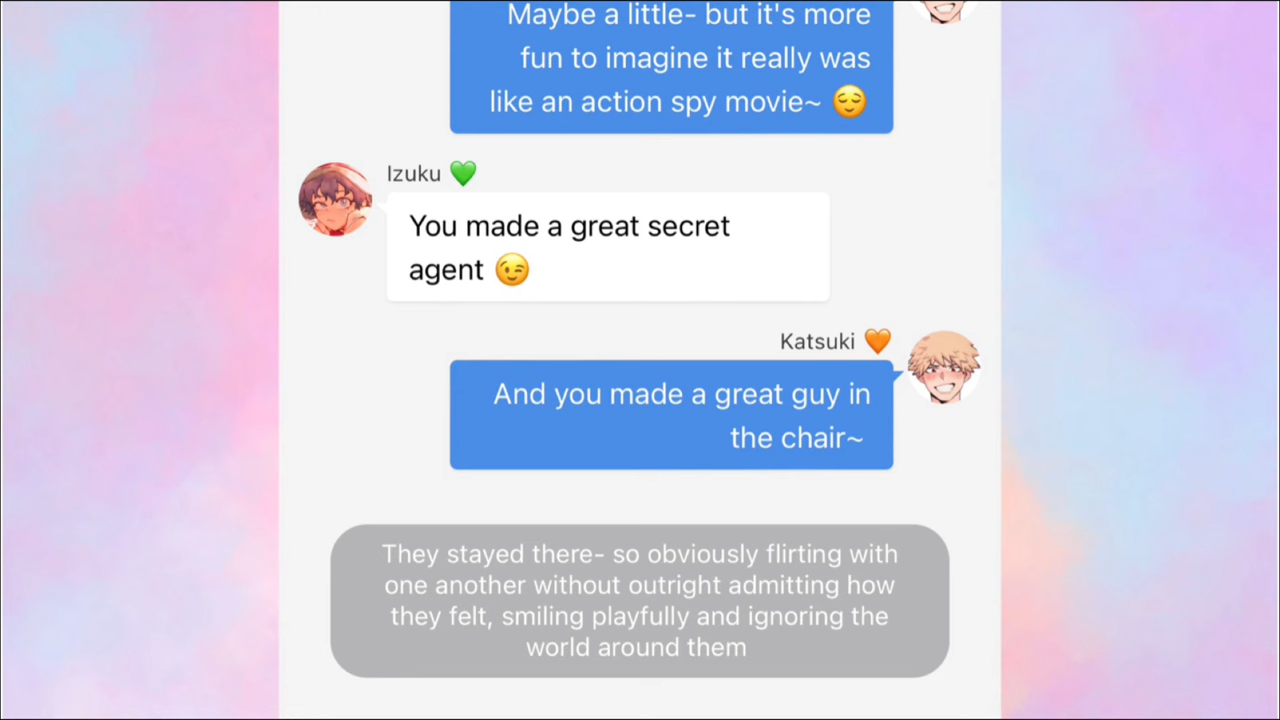 Maybe a little- but it's more
fun to imagine it really was
like an action spy movie~ 😌
Izuku 💚
You made a great secret
agent 😉
Katsuki 🧡
And you made a great guy in
the chair~
They stayed there- so obviously flirting with
one another without outright admitting how
they felt, smiling playfully and ignoring the
world around them